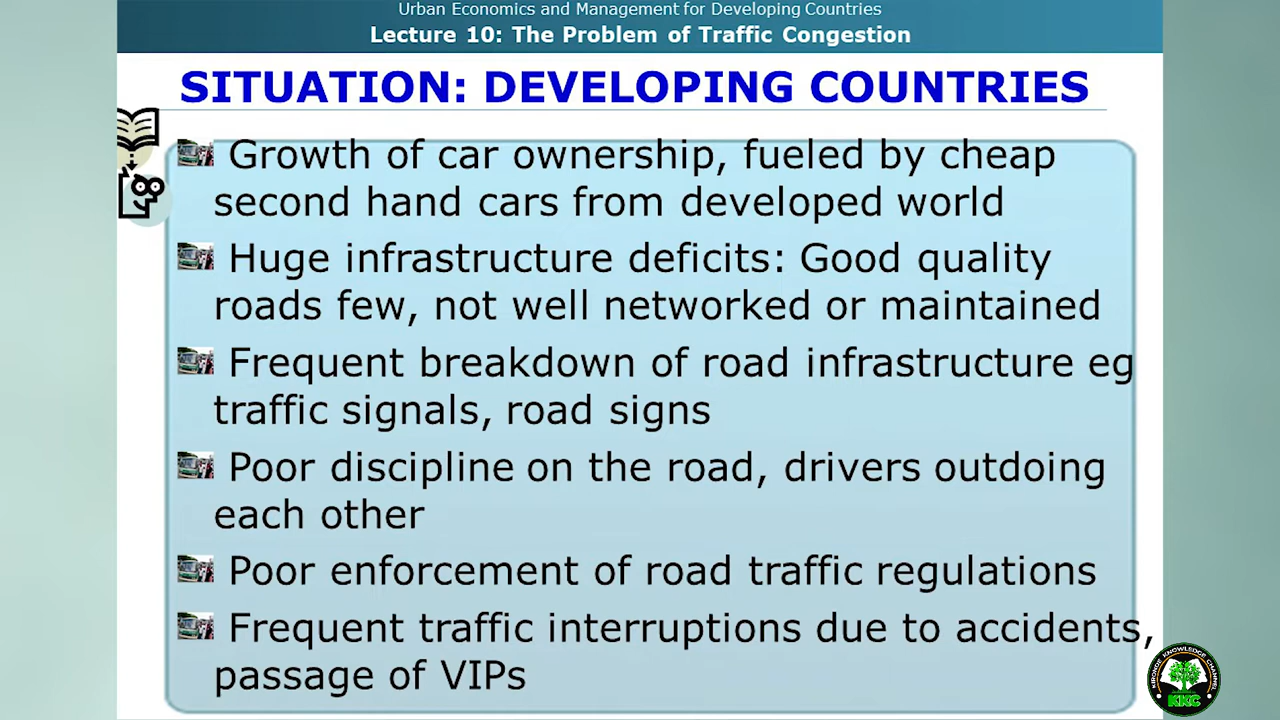 Urban Economics and Management for Developing Countries
Lecture 10: The Problem of Traffic Congestion
SITUATION: DEVELOPING COUNTRIES
Growth of car ownership, fueled by cheap
second hand cars from developed world
Huge infrastructure deficits: Good quality
roads few, not well networked or maintained
Frequent breakdown of road infrastructure eg
traffic signals, road signs
Poor discipline on the road, drivers outdoing
each other
Poor enforcement of road traffic regulations
Frequent traffic interruptions due to accidents,
passage of VIPs
KIRONDE KNOWLEDGE CHANNEL
KKC